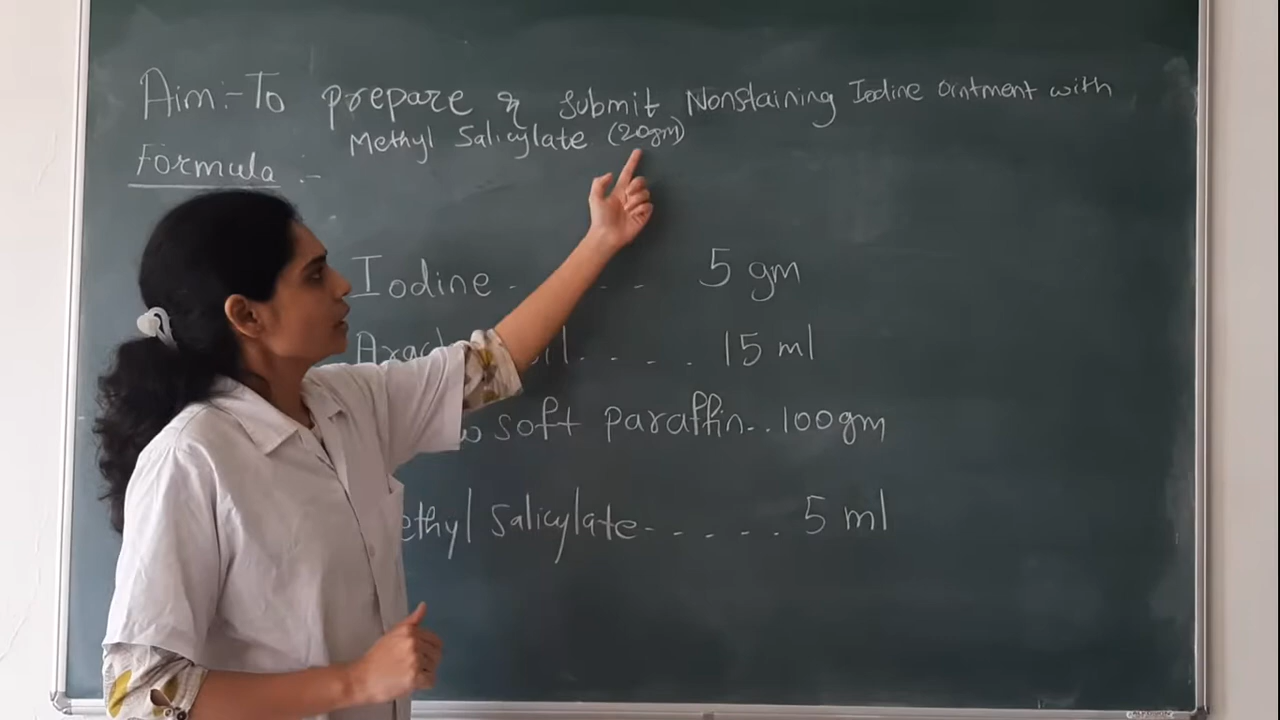 Aim:- To prepare & submit Nonstaining Iodine Ointment with
Methyl Salicylate (20gm)
Formula :-
Iodine . . . . 5 gm
. . . . 15 ml
soft paraffin. . . 100gm
Salicylate - . . . . 5 ml